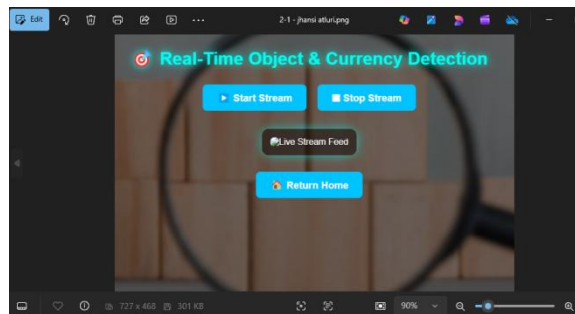 Edit
2-1 - jhansi atluri.png
Real-Time Object & Currency Detection
Start Stream
Stop Stream
Live Stream Feed
Return Home
727 x 468
301 KB
90%